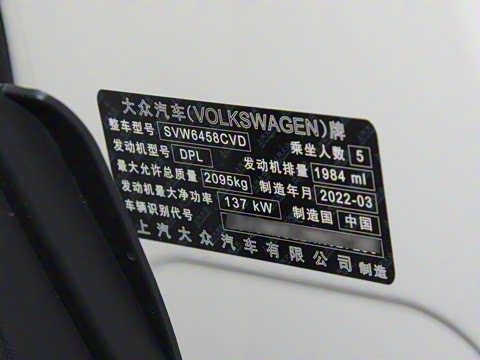 大众汽车(VOLKSWAGEN)牌
整车型号 SVW6458CVD 乘坐人数 5
发动机型号 DPL 发动机排量 1984 ml
最大允许总质量 2095kg 制造年月 2022-03
发动机最大净功率 137 kW 制造国 中国
车辆识别代号
上汽大众汽车有限公司 制造